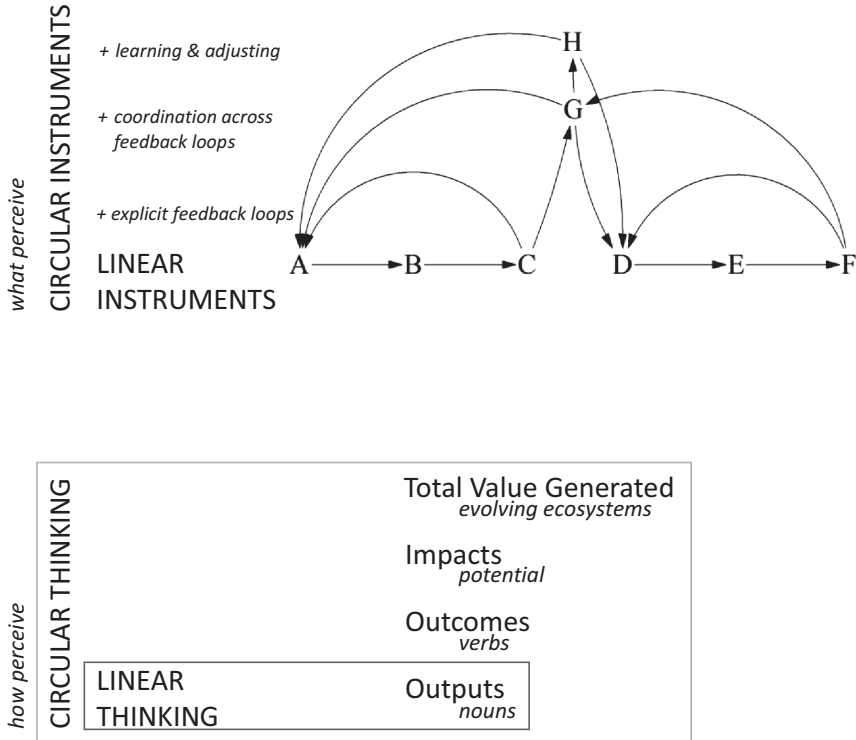 what perceive
CIRCULAR INSTRUMENTS
+ learning & adjusting
+ coordination across
feedback loops
+ explicit feedback loops
LINEAR
INSTRUMENTS
H
G
A B C D E F
how perceive
CIRCULAR THINKING
Total Value Generated
evolving ecosystems
Impacts
potential
Outcomes
verbs
LINEAR
THINKING
Outputs
nouns